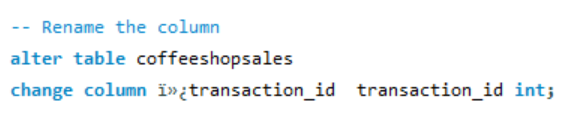 -- Rename the column
alter table coffeeshopsales
change column ï»¿transaction_id  transaction_id int;